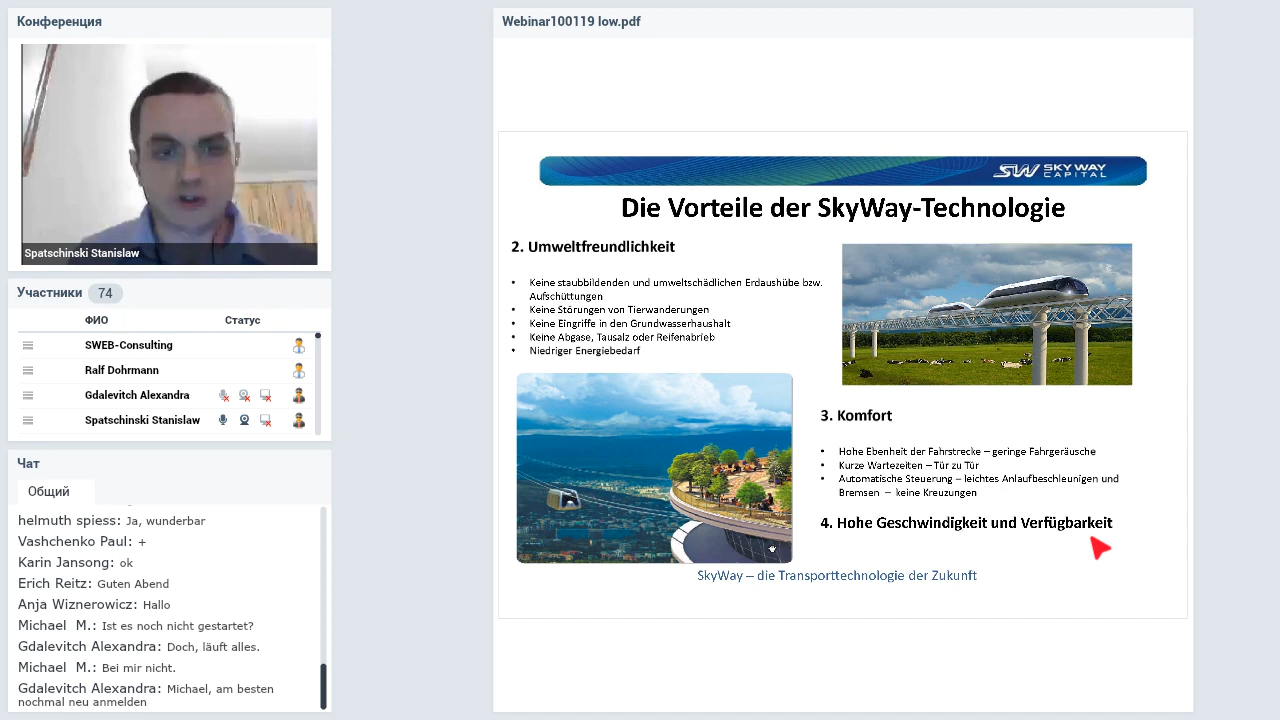 Конференция
Spatschinski Stanislaw
Участники 74
ФИО Статус
SWEB-Consulting
Ralf Dohrmann
Gdalevitch Alexandra
Spatschinski Stanislaw
Чат
Общий
helmuth spiess: Ja, wunderbar
Vashchenko Paul: +
Karin Jansong: ok
Erich Reitz: Guten Abend
Anja Wiznerowicz: Hallo
Michael M.: Ist es noch nicht gestartet?
Gdalevitch Alexandra: Doch, läuft alles.
Michael M.: Bei mir nicht.
Gdalevitch Alexandra: Michael, am besten
nochmal neu anmelden
Webinar100119 low.pdf
SW SKY WAY
CAPITAL
Die Vorteile der SkyWay-Technologie
2. Umweltfreundlichkeit
• Keine staubbildenden und umweltschädlichen Erdaushübe bzw.
Aufschüttungen
• Keine Störungen von Tierwanderungen
• Keine Eingriffe in den Grundwasserhaushalt
• Keine Abgase, Tausalz oder Reifenabrieb
• Niedriger Energiebedarf
3. Komfort
• Hohe Ebenheit der Fahrstrecke – geringe Fahrgeräusche
• Kurze Wartezeiten – Tür zu Tür
• Automatische Steuerung – leichtes Anlaufbeschleunigen und
Bremsen – keine Kreuzungen
4. Hohe Geschwindigkeit und Verfügbarkeit
SkyWay – die Transporttechnologie der Zukunft